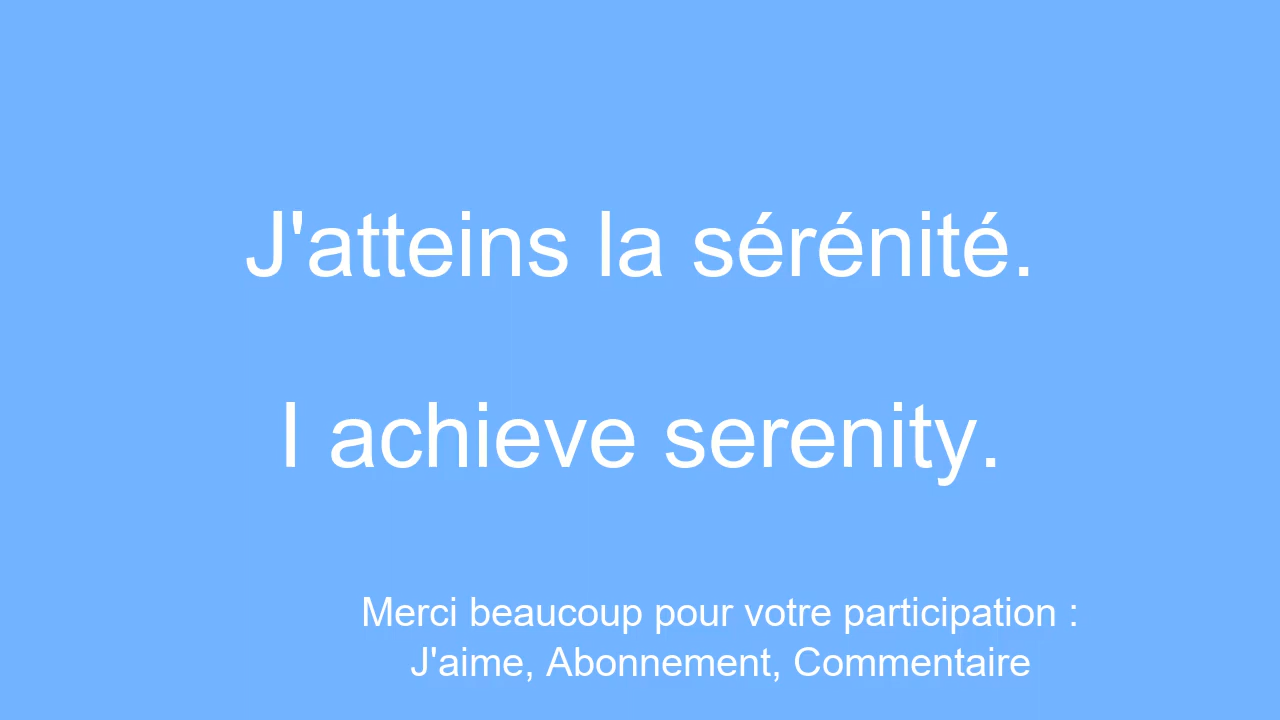 J'atteins la sérénité.
I achieve serenity.
Merci beaucoup pour votre participation :
J'aime, Abonnement, Commentaire